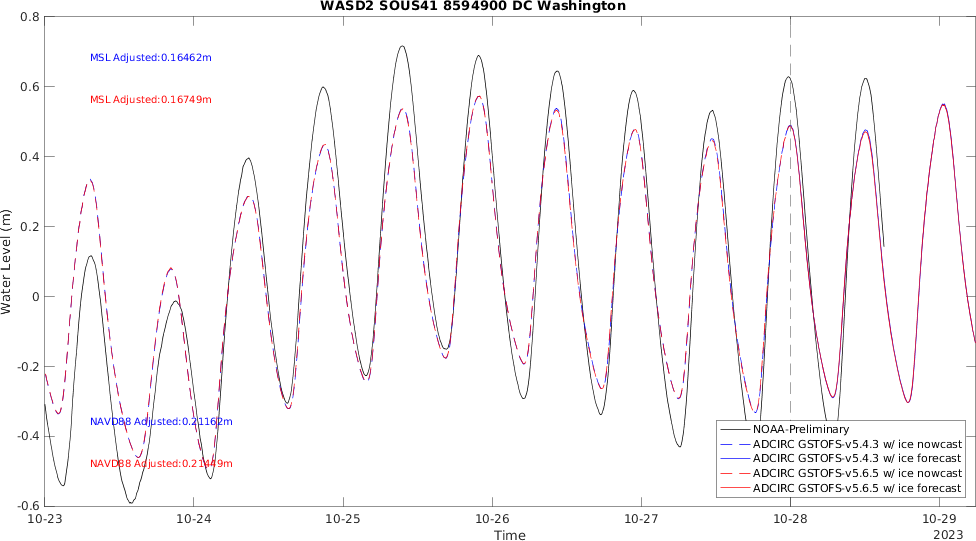 WASD2 SOUS41 8594900 DC Washington
0.8
0.6
0.4
0.2
0
-0.2
-0.4
-0.6
Water Level (m)
MSL Adjusted:0.16462m
MSL Adjusted:0.16749m
NAVD88 Adjusted:0.21162m
NAVD88 Adjusted:0.21449m
NOAA-Preliminary
ADCIRC GSTOFS-v5.4.3 w/ ice nowcast
ADCIRC GSTOFS-v5.4.3 w/ ice forecast
ADCIRC GSTOFS-v5.6.5 w/ ice nowcast
ADCIRC GSTOFS-v5.6.5 w/ ice forecast
10-23 10-24 10-25 10-26 10-27 10-28 10-29
2023
Time